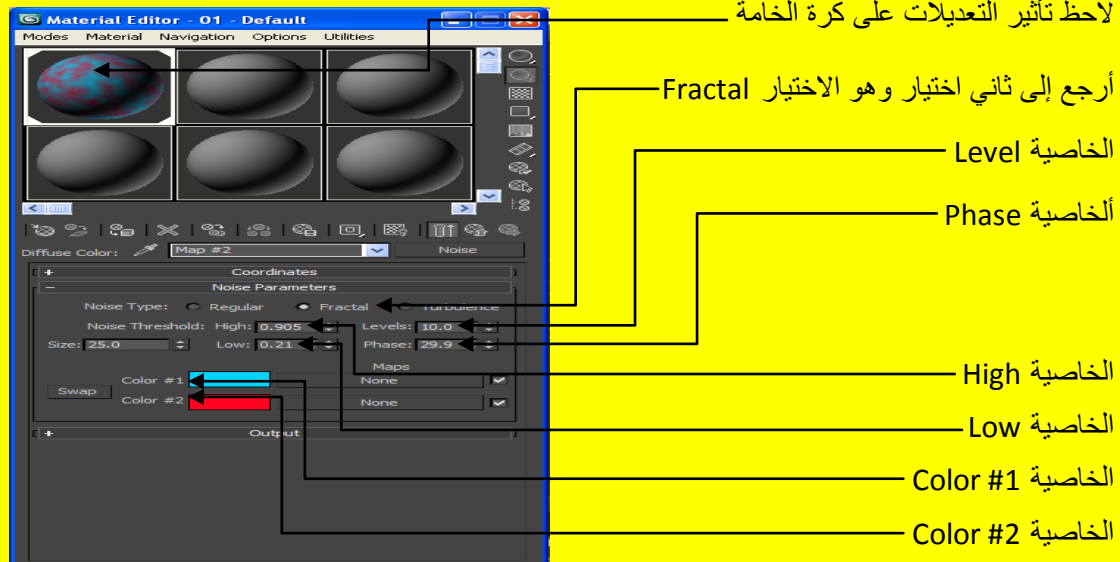 Material Editor - 01 - Default
Modes Material Navigation Options Utilities
Diffuse Color: Map #2 Noise
+ Coordinates
- Noise Parameters
Noise Type: Regular Fractal Turbulence
Noise Threshold: High: 0.905 Levels: 10.0
Size: 25.0 Low: 0.21 Phase: 29.9
Maps
Swap
Color #1 None
Color #2 None
+ Output
لاحظ تأثير التعديلات على كرة الخامة
أرجع إلى ثاني اختيار وهو الاختيار Fractal
الخاصية Level
ألخاصية Phase
الخاصية High
الخاصية Low
الخاصية Color #1
الخاصية Color #2